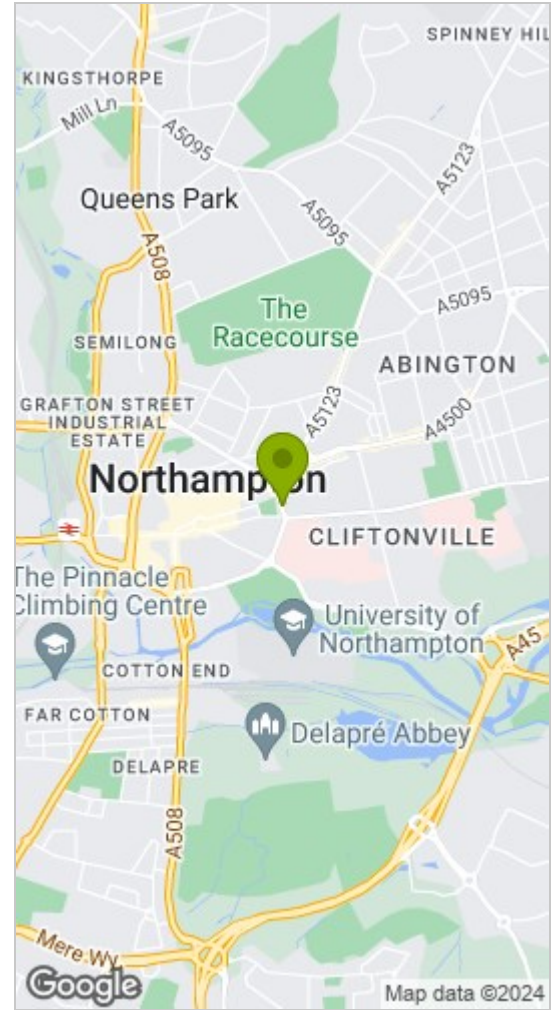 SPINNEY HIL
KINGSTHORPE
Mill Ln
A5095
A5123
Queens Park
A5095
A508
The
Racecourse
A5095
SEMILONG
ABINGTON
GRAFTON STREET
INDUSTRIAL
ESTATE
A5123
A4500
Northampton
CLIFTONVILLE
The Pinnacle
Climbing Centre
University of
Northampton
A45
COTTON END
FAR COTTON
Delapré Abbey
DELAPRE
A508
Mere Wy
Google
Map data ©2024